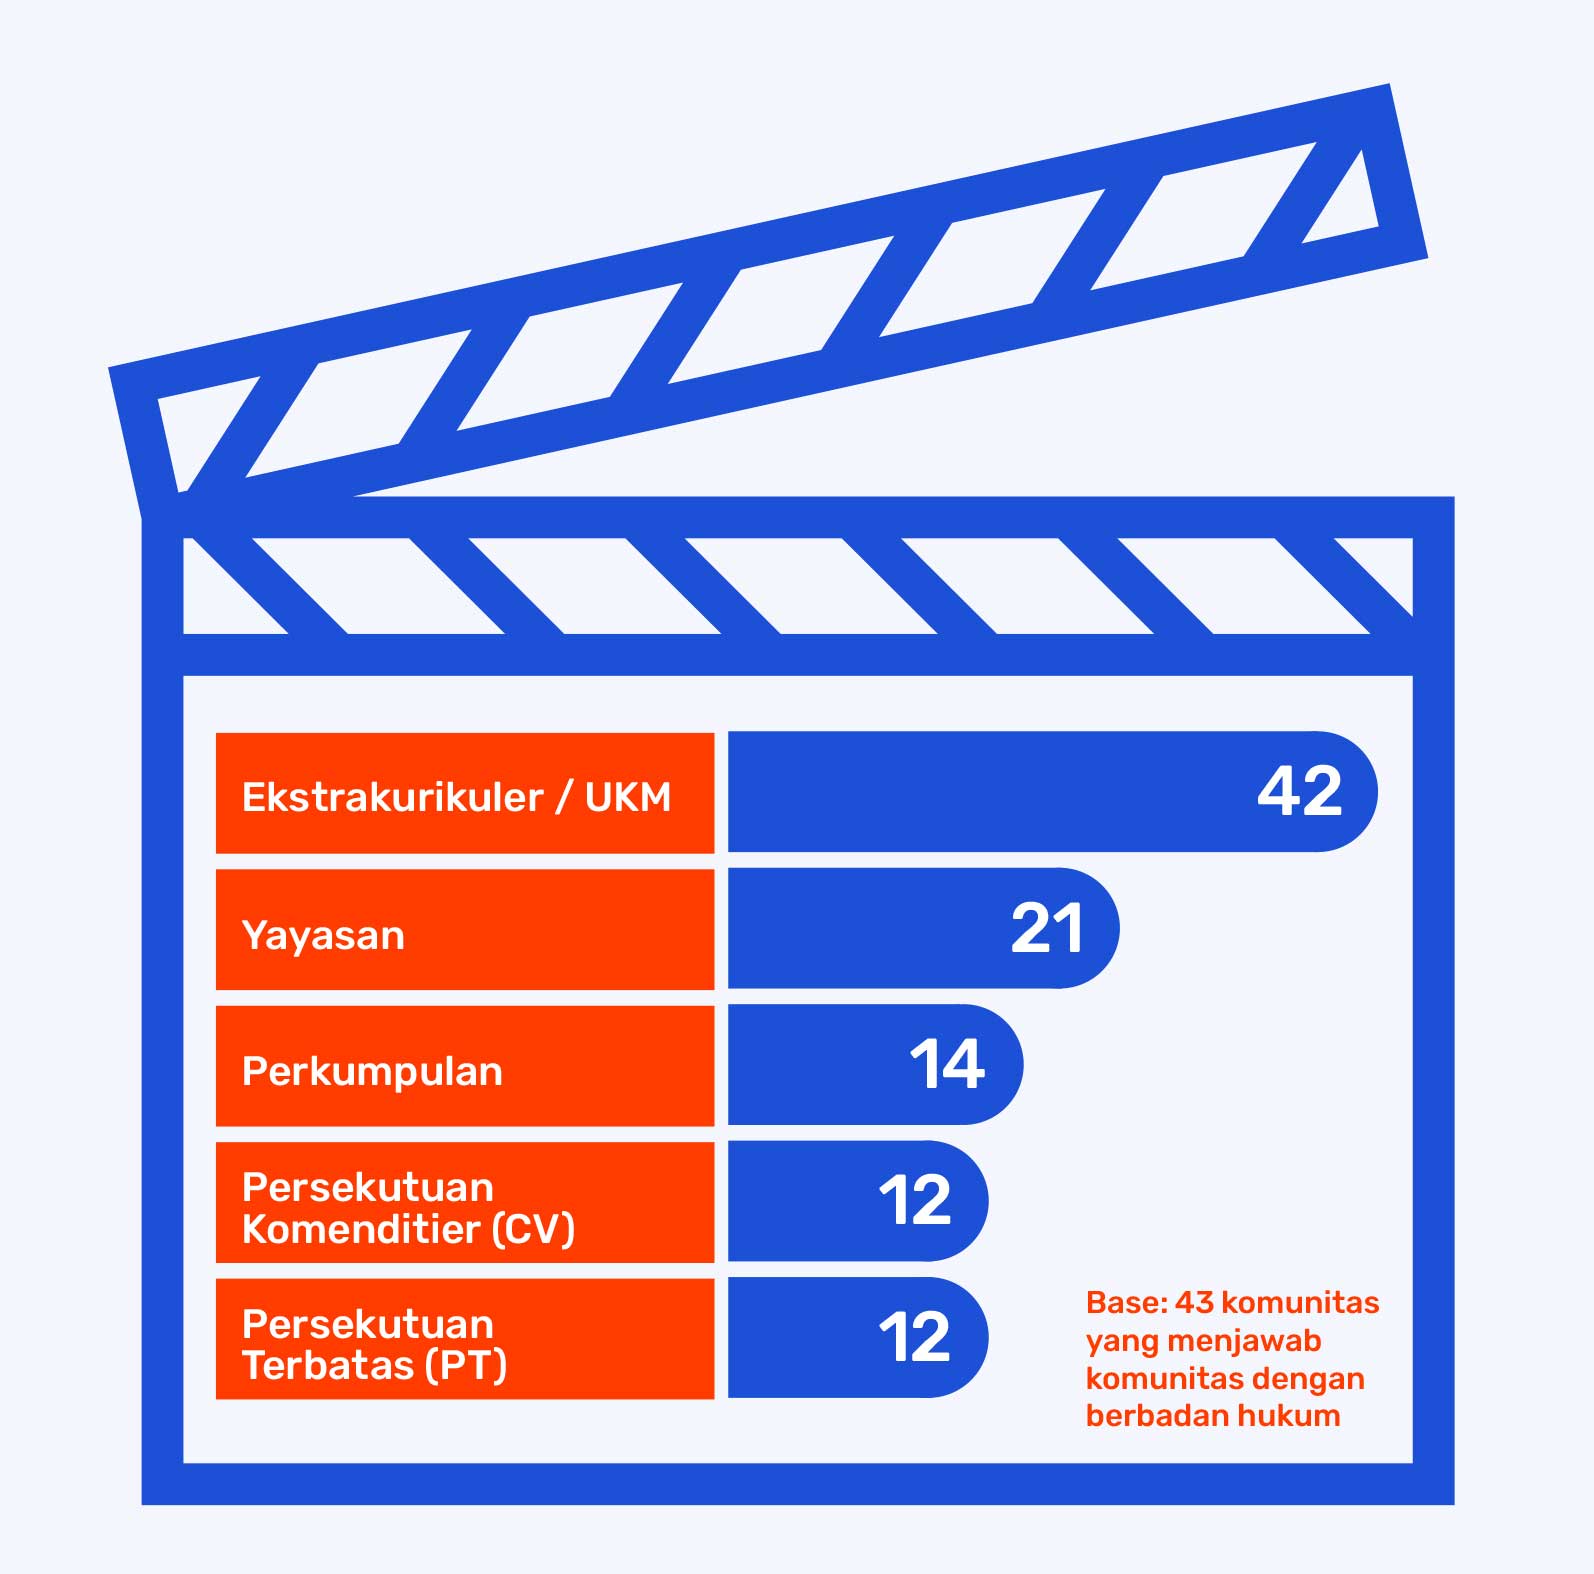 Ekstrakurikuler / UKM
42
Yayasan
21
Perkumpulan
14
Persekutuan
Komenditier (CV)
12
Persekutuan
Terbatas (PT)
12
Base: 43 komunitas
yang menjawab
komunitas dengan
berbadan hukum